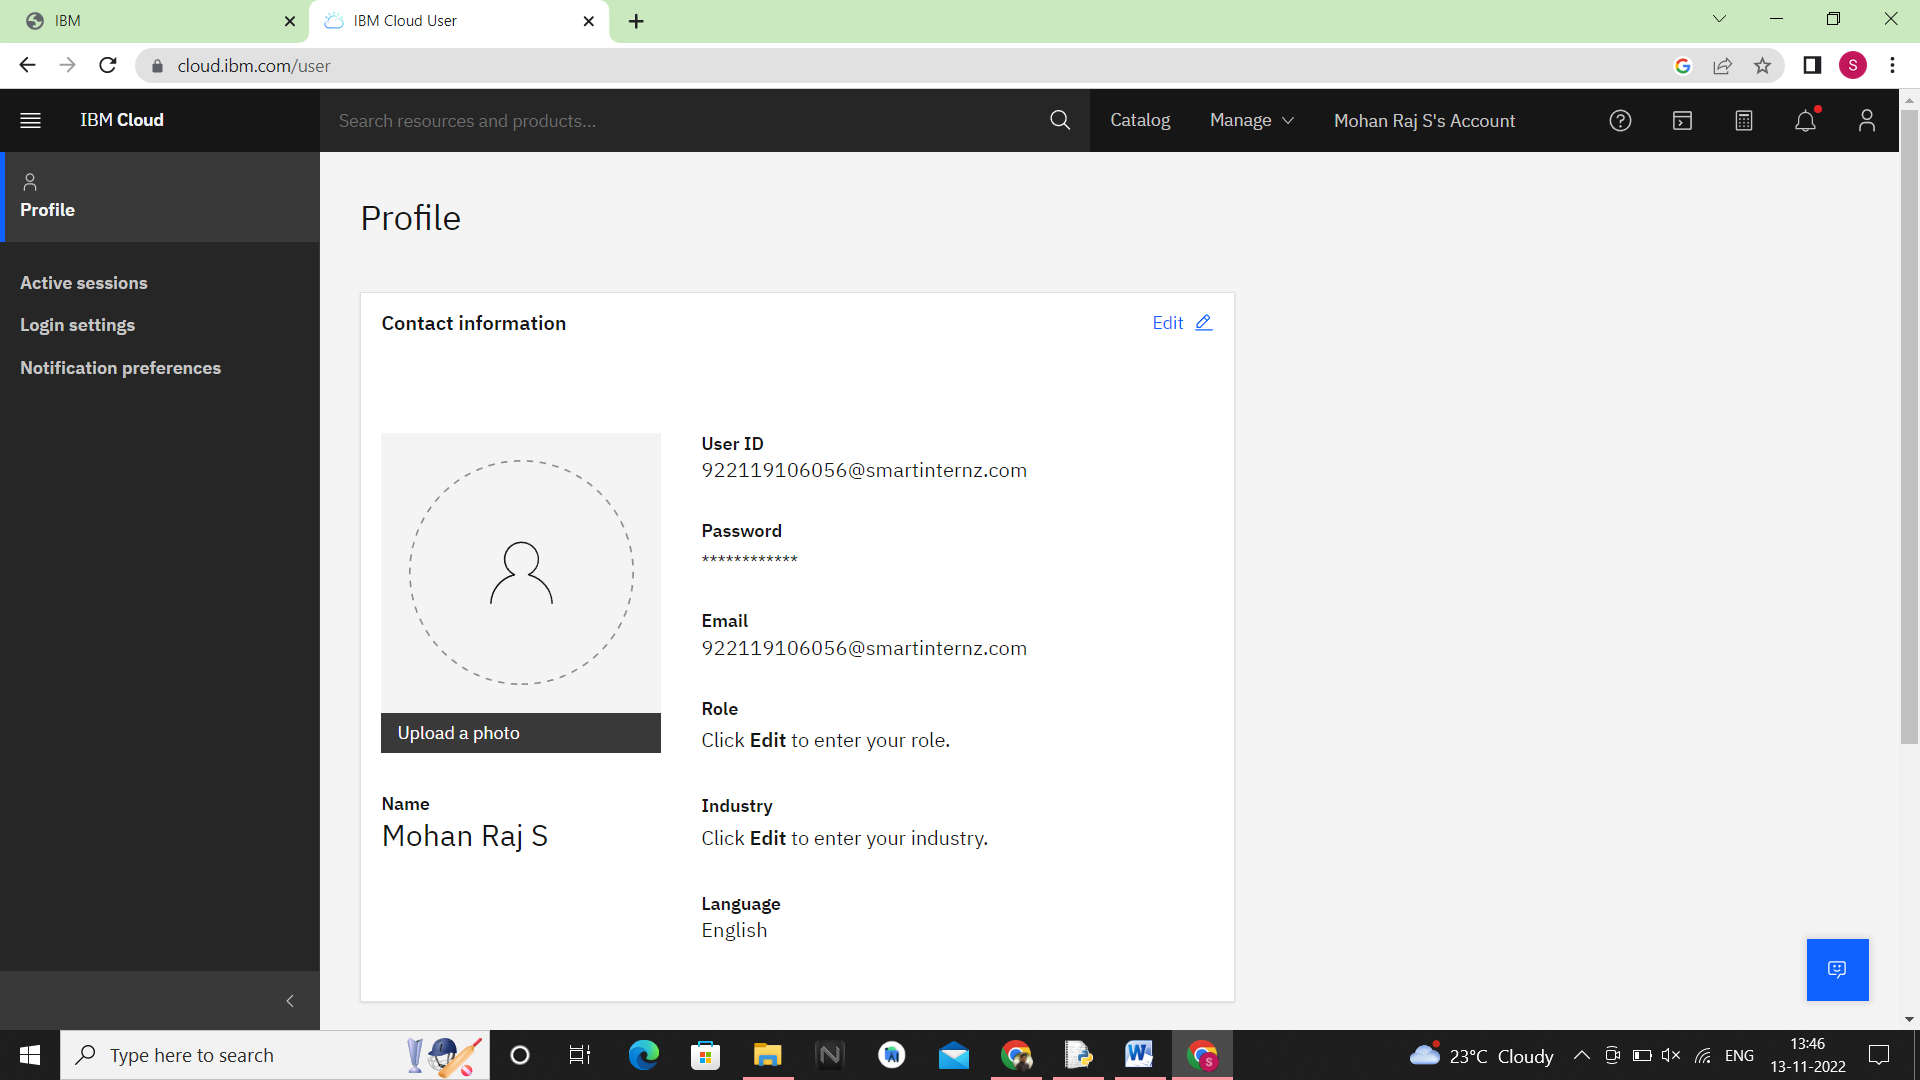 IBM
IBM Cloud User
cloud.ibm.com/user
S
IBM Cloud
Search resources and products...
Catalog
Manage
Mohan Raj S's Account
Profile
Active sessions
Login settings
Notification preferences
Profile
Contact information
Edit
Upload a photo
Name
Mohan Raj S
User ID
922119106056@smartinternz.com
Password
************
Email
922119106056@smartinternz.com
Role
Click Edit to enter your role.
Industry
Click Edit to enter your industry.
Language
English
Type here to search
23°C Cloudy
ENG
13:46
13-11-2022